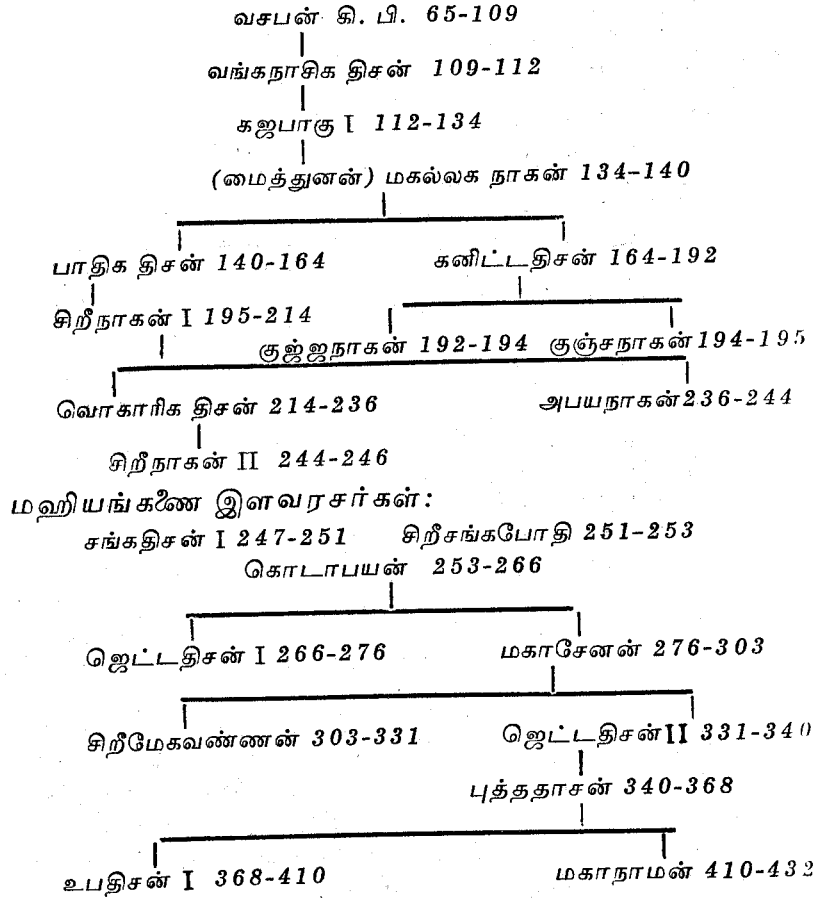 வசபன் கி. பி. 65-109
வங்கநாசிக திசன் 109-112
கஜபாகு I 112-134
(மைத்துனன்) மகல்லக நாகன் 134-140
பாதிக திசன் 140-164 கனிட்டதிசன் 164-192
சிறீநாகன் I 195-214
குஜ்ஜநாகன் 192-194 குஞ்சநாகன் 194-195
வொகாரிக திசன் 214-236 அபயநாகன் 236-244
சிறீநாகன் II 244-246
மஹியங்கணை இளவரசர்கள்:
சங்கதிசன் I 247-251 சிறீசங்கபோதி 251-253
கொடாபயன் 253-266
ஜெட்டதிசன் I 266-276 மகாசேனன் 276-303
சிறீமேகவண்ணன் 303-331 ஜெட்டதிசன் II 331-340
புத்ததாசன் 340-368
உபதிசன் I 368-410 மகாநாமன் 410-432